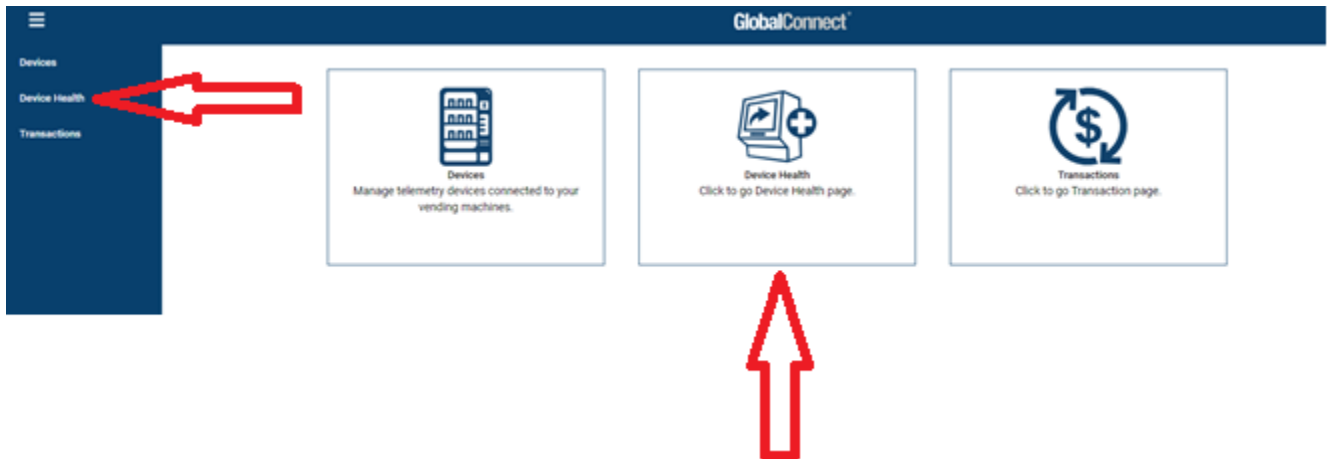 GlobalConnect
Devices
Device Health
Transactions
Devices
Manage telemetry devices connected to your
vending machines.
Device Health
Click to go Device Health page.
Transactions
Click to go Transaction page.